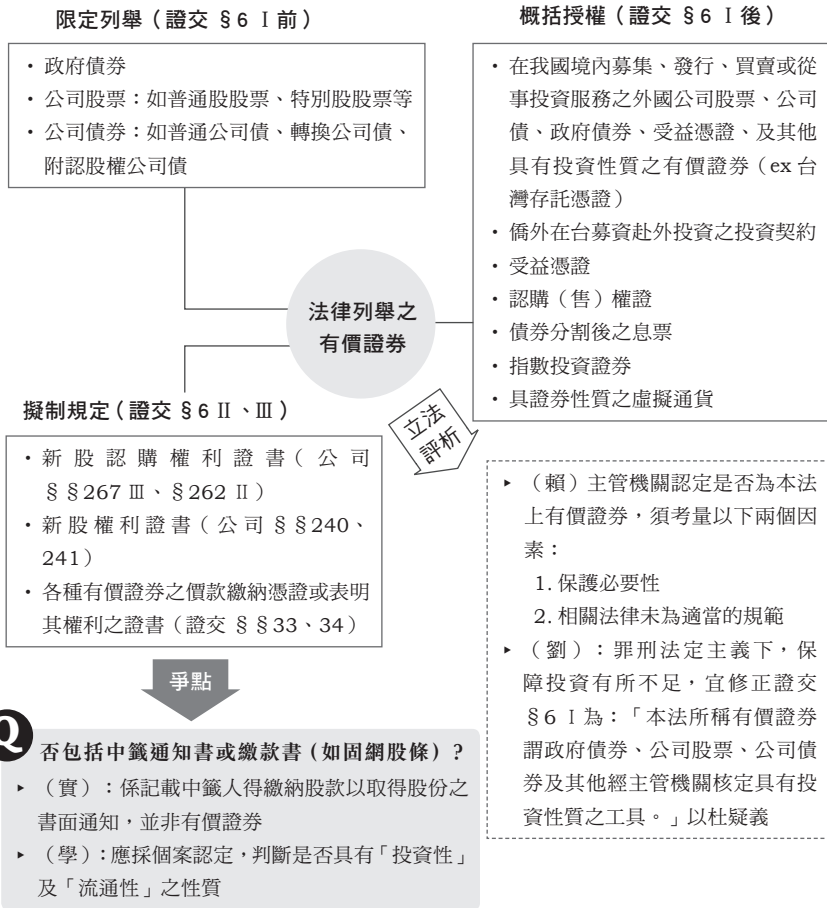 限定列舉（證交 §6 Ⅰ前）
・政府債券
・公司股票：如普通股股票、特別股股票等
・公司債券：如普通公司債、轉換公司債、
附認股權公司債
概括授權（證交 §6 Ⅰ後）
・在我國境內募集、發行、買賣或從
事投資服務之外國公司股票、公司
債、政府債券、受益憑證、及其他
具有投資性質之有價證券（ex 台
灣存託憑證）
・僑外在台募資赴外投資之投資契約
・受益憑證
・認購（售）權證
・債券分割後之息票
・指數投資證券
・具證券性質之虛擬通貨
法律列舉之
有價證券
擬制規定（證交 §6 Ⅱ、Ⅲ）
・新股認購權利證書（公司
§§267 Ⅲ、§262 Ⅱ）
・新股權利證書（公司 §§240、
241）
・各種有價證券之價款繳納憑證或表明
其權利之證書（證交 §§33、34）
立法
評析
▸（賴）主管機關認定是否為本法
上有價證券，須考量以下兩個因
素：
1. 保護必要性
2. 相關法律未為適當的規範
▸（劉）：罪刑法定主義下，保
障投資有所不足，宜修正證交
§6 Ⅰ為：「本法所稱有價證券
謂政府債券、公司股票、公司債
券及其他經主管機關核定具有投
資性質之工具。」以杜疑義
爭點
Q
否包括中籤通知書或繳款書（如固網股條）？
▸（實）：係記載中籤人得繳納股款以取得股份之
書面通知，並非有價證券
▸（學）：應採個案認定，判斷是否具有「投資性」
及「流通性」之性質